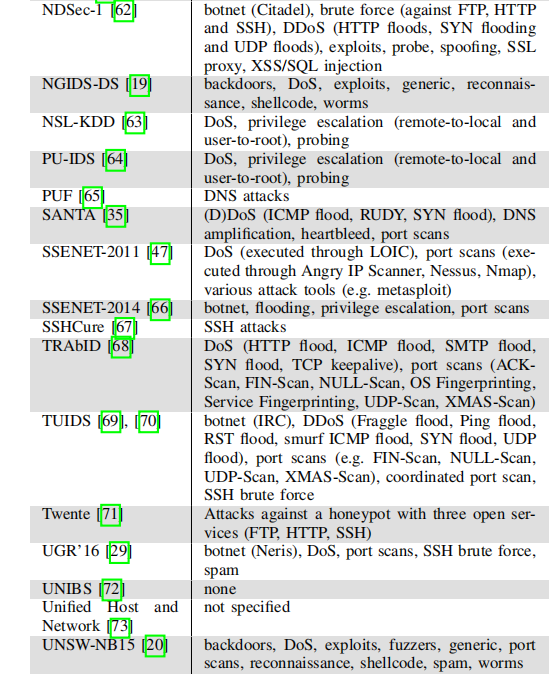 NDSec-1 [62] botnet (Citadel), brute force (against FTP, HTTP
and SSH), DDoS (HTTP floods, SYN flooding
and UDP floods), exploits, probe, spoofing, SSL
proxy, XSS/SQL injection
NGIDS-DS [19] backdoors, DoS, exploits, generic, reconnais-
sance, shellcode, worms
NSL-KDD [63] DoS, privilege escalation (remote-to-local and
user-to-root), probing
PU-IDS [64] DoS, privilege escalation (remote-to-local and
user-to-root), probing
PUF [65] DNS attacks
SANTA [35] (D)DoS (ICMP flood, RUDY, SYN flood), DNS
amplification, heartbleed, port scans
SSENET-2011 [47] DoS (executed through LOIC), port scans (exe-
cuted through Angry IP Scanner, Nessus, Nmap),
various attack tools (e.g. metasploit)
SSENET-2014 [66] botnet, flooding, privilege escalation, port scans
SSHCure [67] SSH attacks
TRAbID [68] DoS (HTTP flood, ICMP flood, SMTP flood,
SYN flood, TCP keepalive), port scans (ACK-
Scan, FIN-Scan, NULL-Scan, OS Fingerprinting,
Service Fingerprinting, UDP-Scan, XMAS-Scan)
TUIDS [69], [70] botnet (IRC), DDoS (Fraggle flood, Ping flood,
RST flood, smurf ICMP flood, SYN flood, UDP
flood), port scans (e.g. FIN-Scan, NULL-Scan,
UDP-Scan, XMAS-Scan), coordinated port scan,
SSH brute force
Twente [71] Attacks against a honeypot with three open ser-
vices (FTP, HTTP, SSH)
UGR'16 [29] botnet (Neris), DoS, port scans, SSH brute force,
spam
UNIBS [72] none
Unified Host and not specified
Network [73]
UNSW-NB15 [20] backdoors, DoS, exploits, fuzzers, generic, port
scans, reconnaissance, shellcode, spam, worms